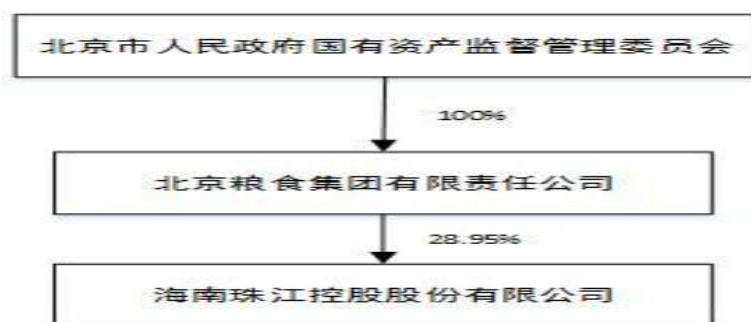 北京市人民政府国有资产监督管理委员会
100%
北京粮食集团有限责任公司
28.95%
海南珠江控股股份有限公司